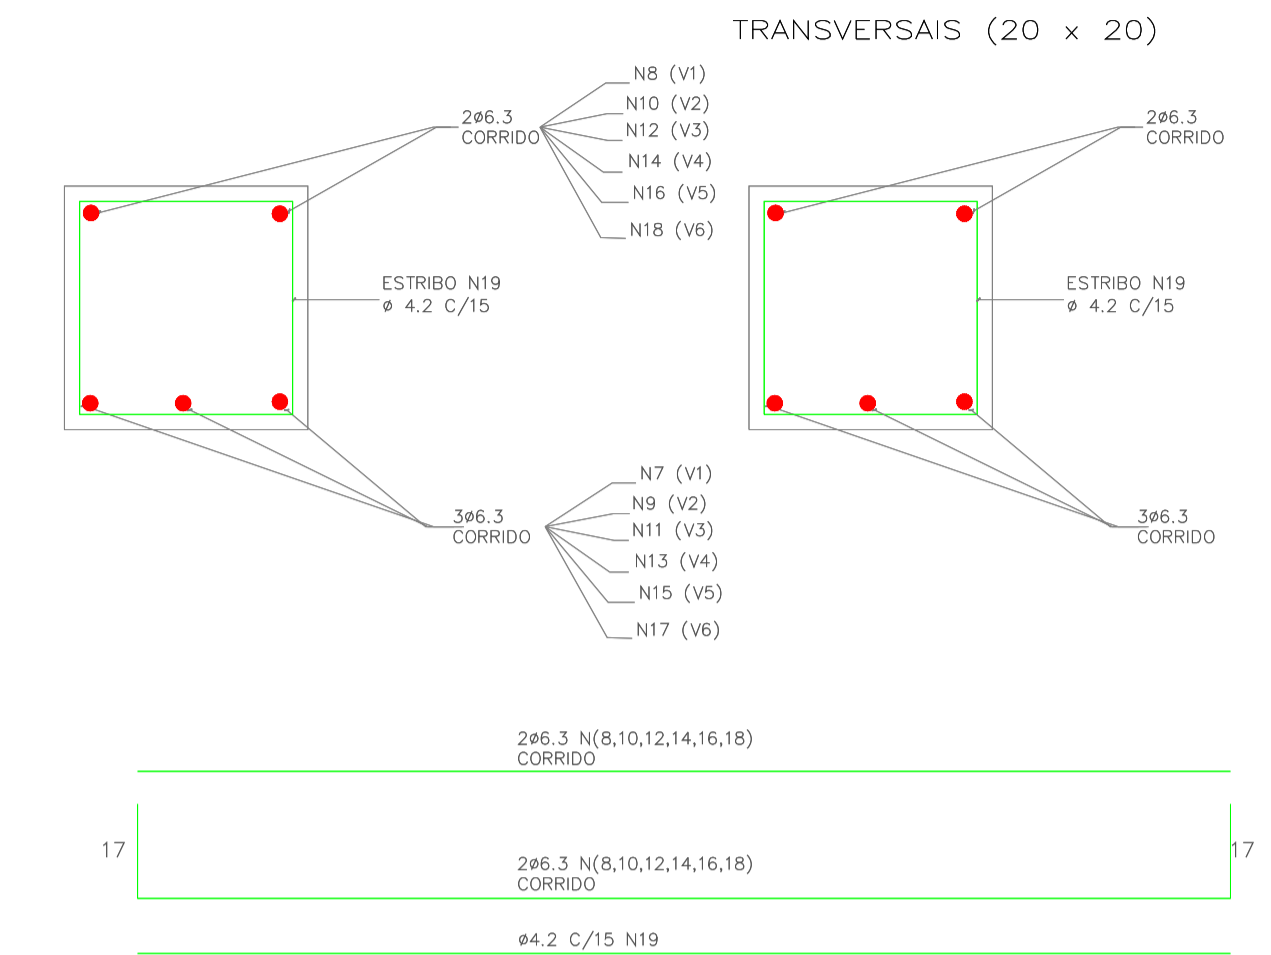 TRANSVERSAIS (20 x 20)
N8 (V1)
N10 (V2)
N12 (V3)
N14 (V4)
N16 (V5)
N18 (V6)
2ø6.3
CORRIDO
2ø6.3
CORRIDO
ESTRIBO N19
ø 4.2 C/15
ESTRIBO N19
ø 4.2 C/15
N7 (V1)
N9 (V2)
N11 (V3)
N13 (V4)
N15 (V5)
N17 (V6)
3ø6.3
CORRIDO
3ø6.3
CORRIDO
2ø6.3 N(8,10,12,14,16,18)
CORRIDO
17
17
2ø6.3 N(8,10,12,14,16,18)
CORRIDO
ø4.2 C/15 N19